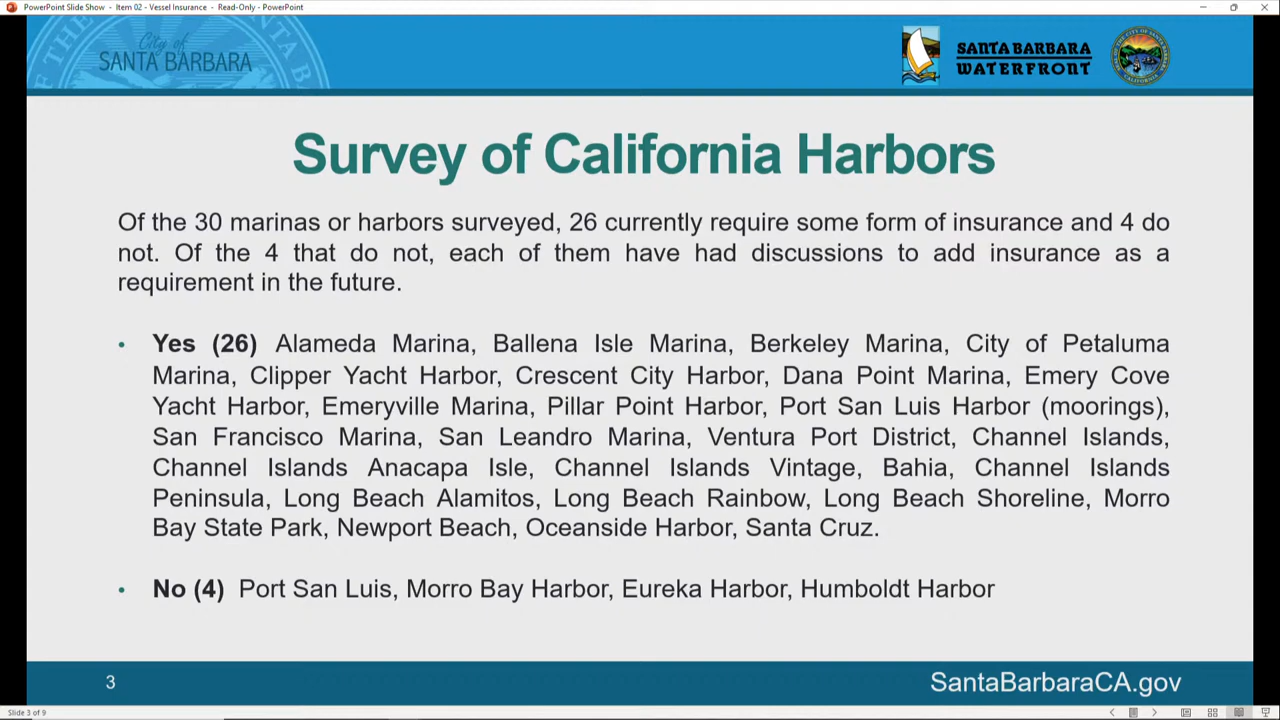 PowerPoint Slide Show - Item 02 - Vessel Insurance - Read-Only - PowerPoint
City of
SANTA BARBARA
SANTA BARBARA
WATERFRONT
Survey of California Harbors
Of the 30 marinas or harbors surveyed, 26 currently require some form of insurance and 4 do
not. Of the 4 that do not, each of them have had discussions to add insurance as a
requirement in the future.
• Yes (26) Alameda Marina, Ballena Isle Marina, Berkeley Marina, City of Petaluma
Marina, Clipper Yacht Harbor, Crescent City Harbor, Dana Point Marina, Emery Cove
Yacht Harbor, Emeryville Marina, Pillar Point Harbor, Port San Luis Harbor (moorings),
San Francisco Marina, San Leandro Marina, Ventura Port District, Channel Islands,
Channel Islands Anacapa Isle, Channel Islands Vintage, Bahia, Channel Islands
Peninsula, Long Beach Alamitos, Long Beach Rainbow, Long Beach Shoreline, Morro
Bay State Park, Newport Beach, Oceanside Harbor, Santa Cruz.
• No (4) Port San Luis, Morro Bay Harbor, Eureka Harbor, Humboldt Harbor
3
SantaBarbaraCA.gov
Slide 3 of 9